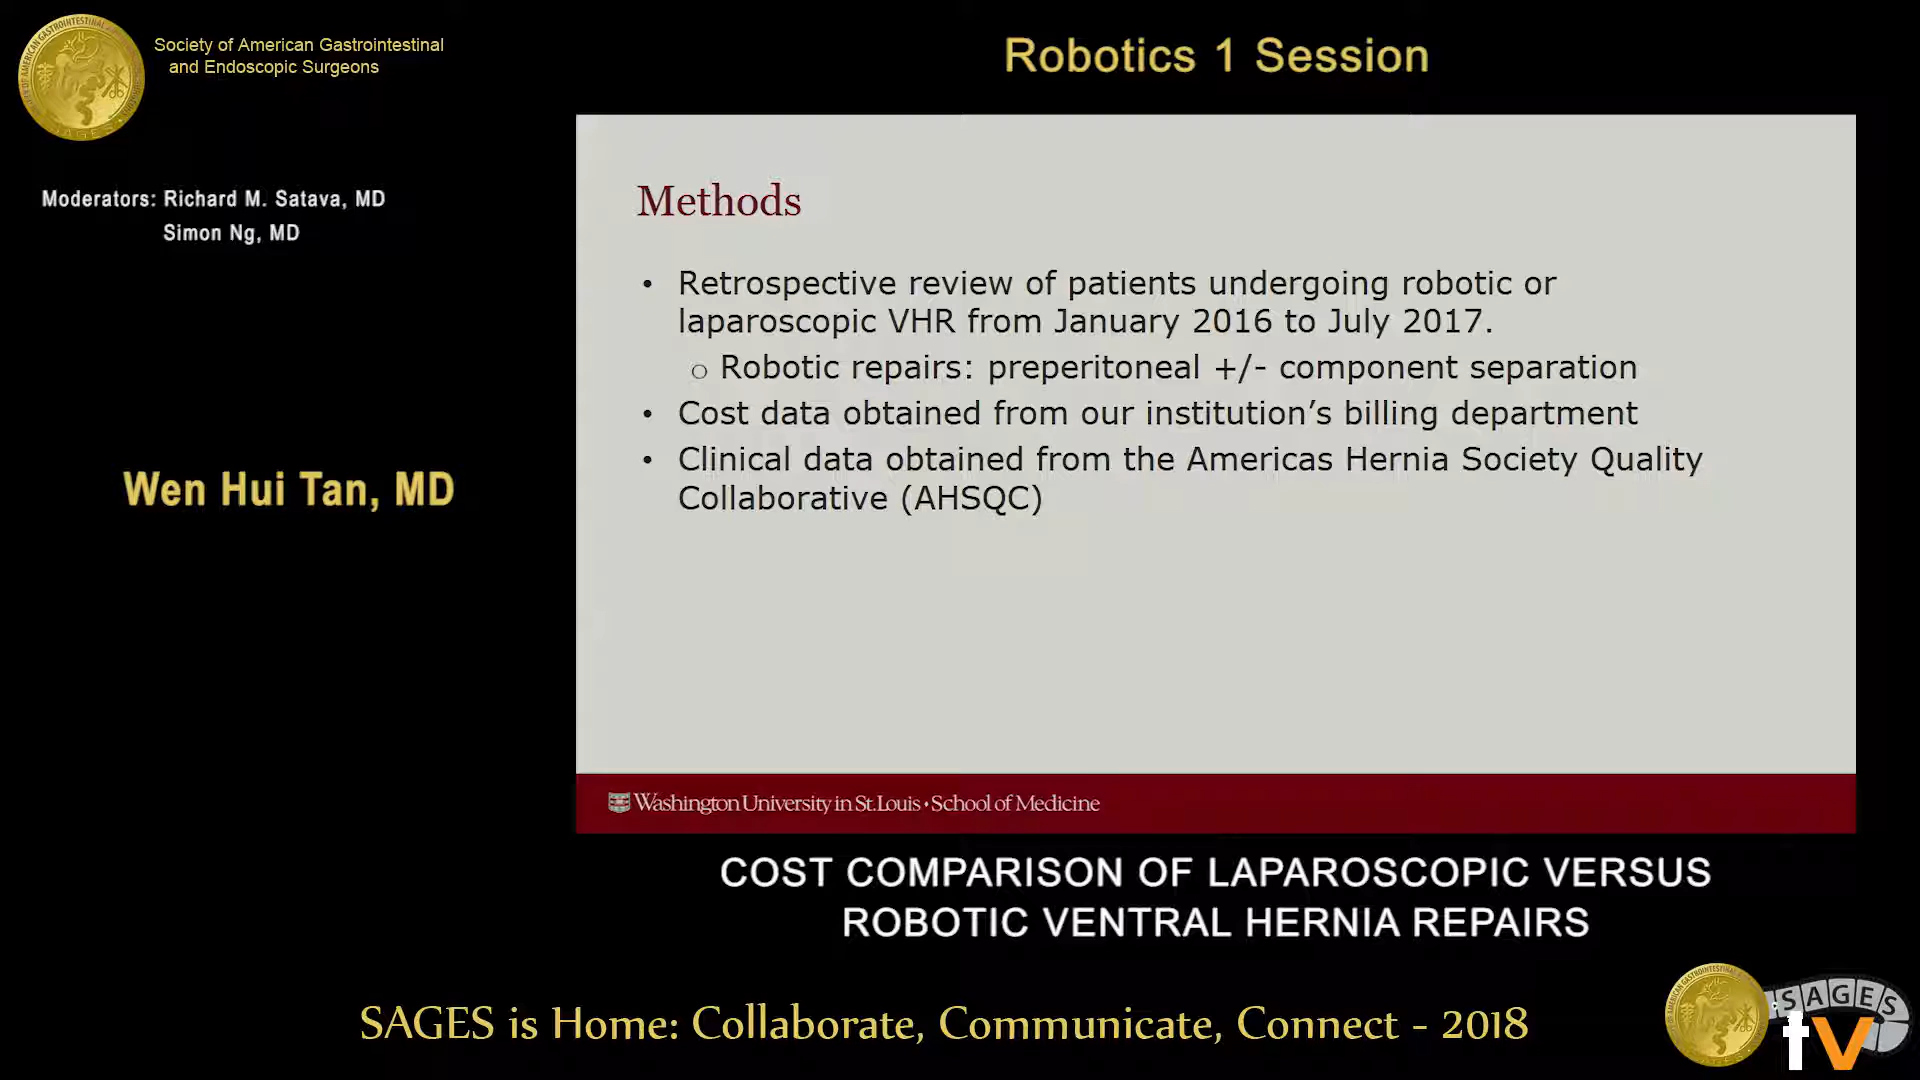 Society of American Gastrointestinal
and Endoscopic Surgeons
Robotics 1 Session
Moderators: Richard M. Satava, MD
Simon Ng, MD
Wen Hui Tan, MD
Methods
• Retrospective review of patients undergoing robotic or
laparoscopic VHR from January 2016 to July 2017.
o Robotic repairs: preperitoneal +/- component separation
• Cost data obtained from our institution’s billing department
• Clinical data obtained from the Americas Hernia Society Quality
Collaborative (AHSQC)
Washington University in St. Louis • School of Medicine
COST COMPARISON OF LAPAROSCOPIC VERSUS
ROBOTIC VENTRAL HERNIA REPAIRS
SAGES is Home: Collaborate, Communicate, Connect - 2018
SAGES
tv